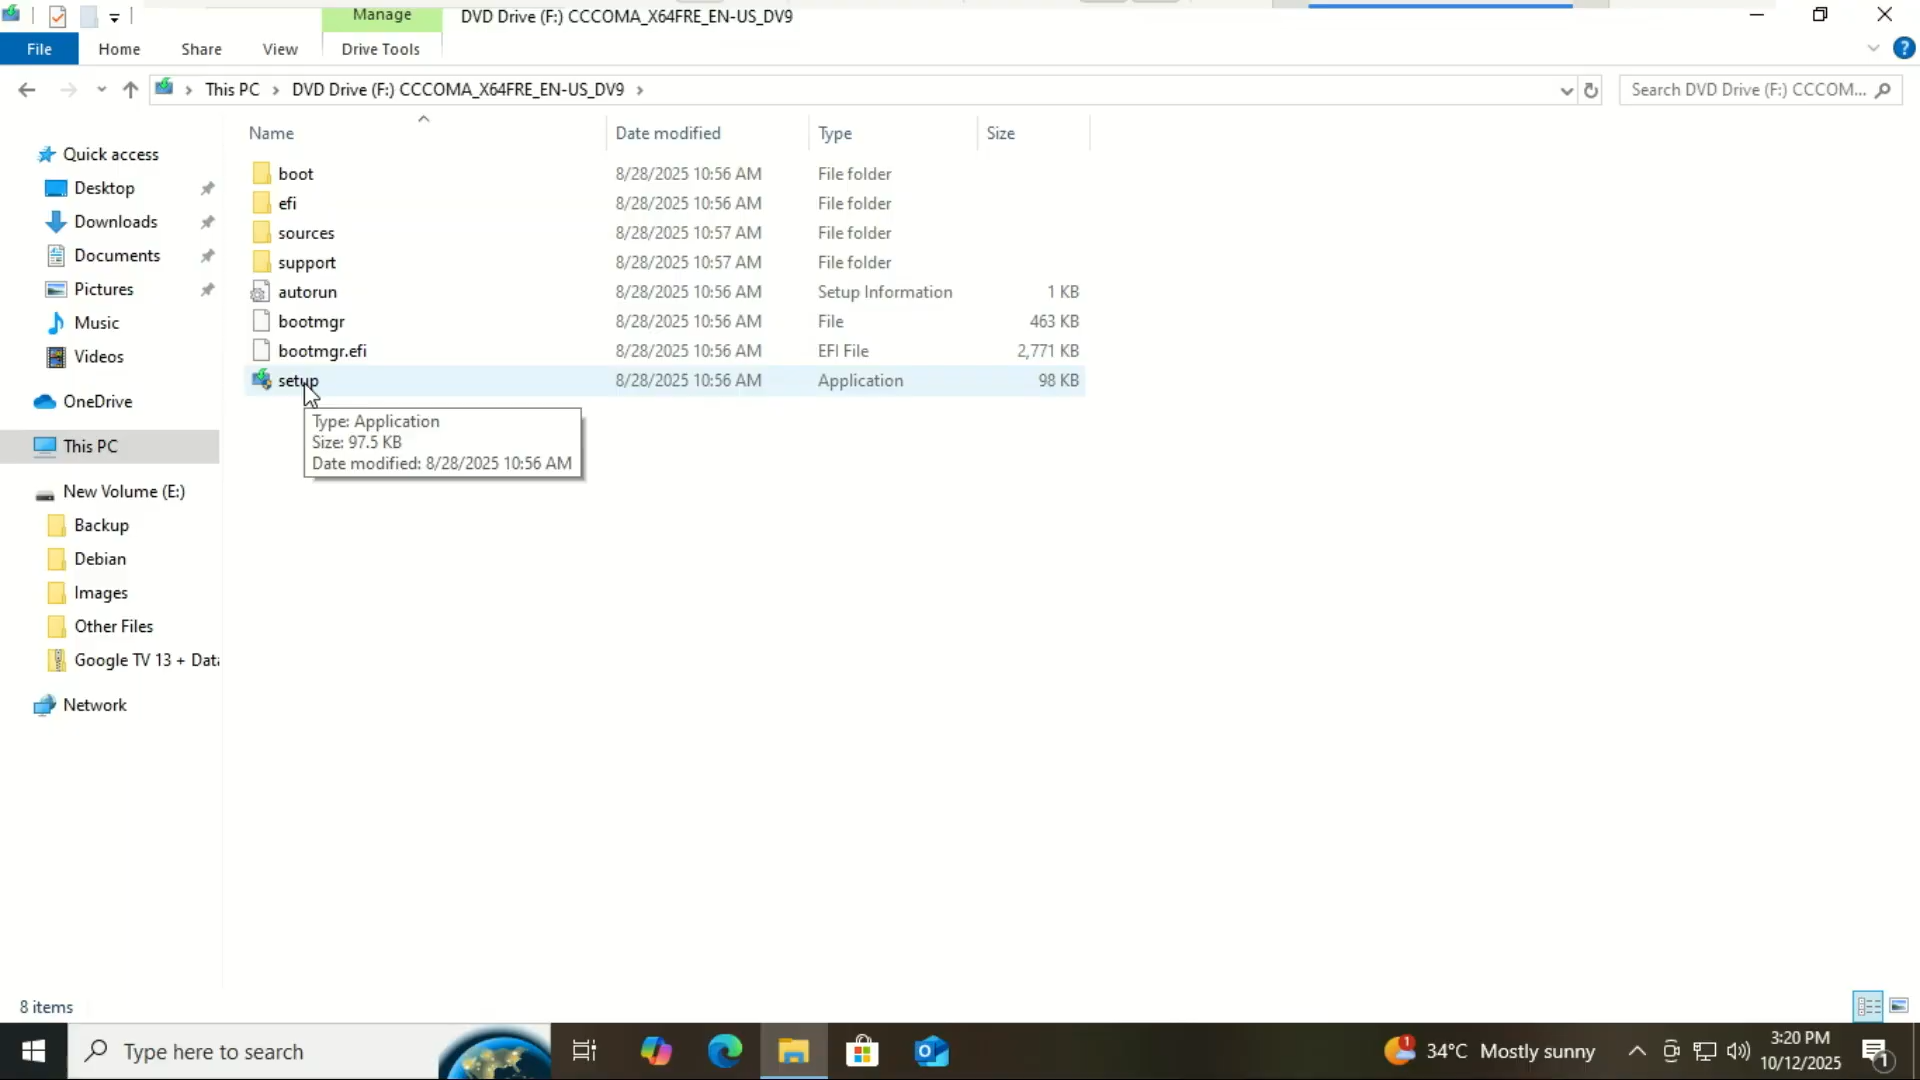 Manage
DVD Drive (F:) CCCOMA_X64FRE_EN-US_DV9
File
Home
Share
View
Drive Tools
?
This PC
DVD Drive (F:) CCCOMA_X64FRE_EN-US_DV9
Search DVD Drive (F:) CCCOM...
Name
Date modified
Type
Size
boot 8/28/2025 10:56 AM File folder
efi 8/28/2025 10:56 AM File folder
sources 8/28/2025 10:57 AM File folder
support 8/28/2025 10:57 AM File folder
autorun 8/28/2025 10:56 AM Setup Information 1 KB
bootmgr 8/28/2025 10:56 AM File 463 KB
bootmgr.efi 8/28/2025 10:56 AM EFI File 2,771 KB
setup 8/28/2025 10:56 AM Application 98 KB
Type: Application
Size: 97.5 KB
Date modified: 8/28/2025 10:56 AM
Quick access
Desktop
Downloads
Documents
Pictures
Music
Videos
OneDrive
This PC
New Volume (E:)
Backup
Debian
Images
Other Files
Google TV 13 + Data
Network
8 items
Type here to search
1
34°C Mostly sunny
3:20 PM
10/12/2025
1